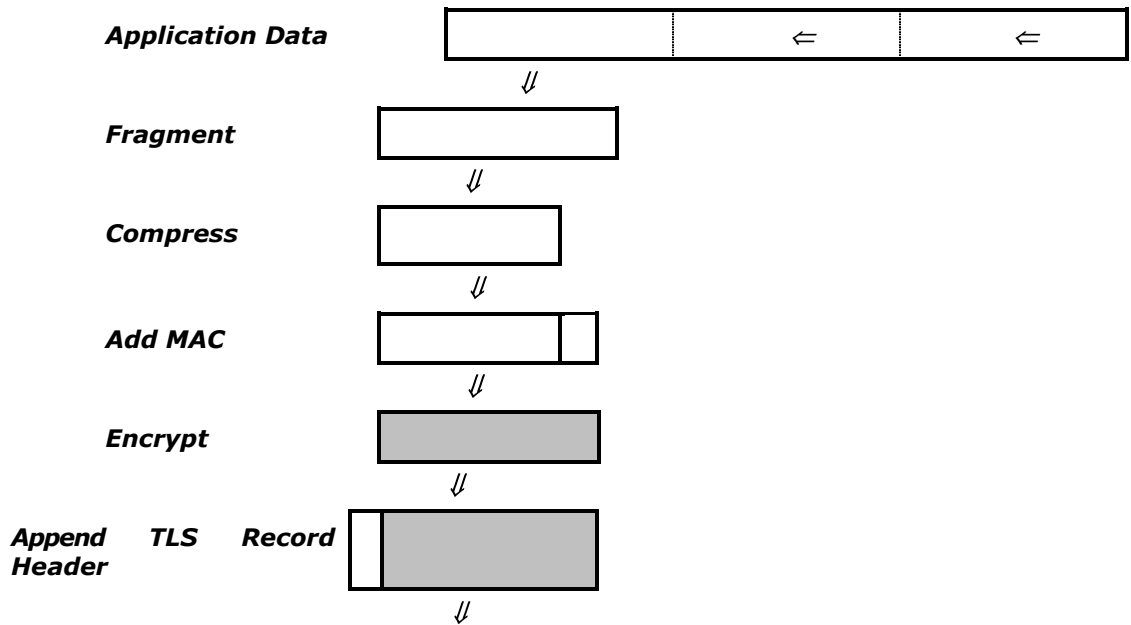 Application Data ⇐ ⇐
⇓
Fragment
⇓
Compress
⇓
Add MAC
⇓
Encrypt
⇓
Append TLS Record
Header
⇓